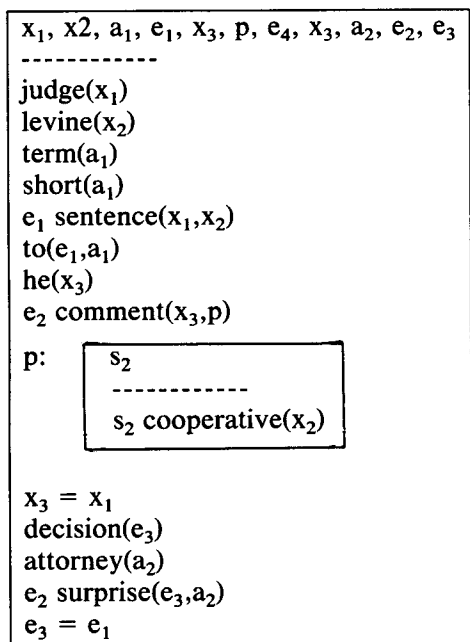 x₁, x2, a₁, e₁, x₃, p, e₄, x₃, a₂, e₂, e₃
------------
judge(x₁)
levine(x₂)
term(a₁)
short(a₁)
e₁ sentence(x₁,x₂)
to(e₁,a₁)
he(x₃)
e₂ comment(x₃,p)
p:
s₂
-------------
s₂ cooperative(x₂)
x₃ = x₁
decision(e₃)
attorney(a₂)
e₂ surprise(e₃,a₂)
e₃ = e₁